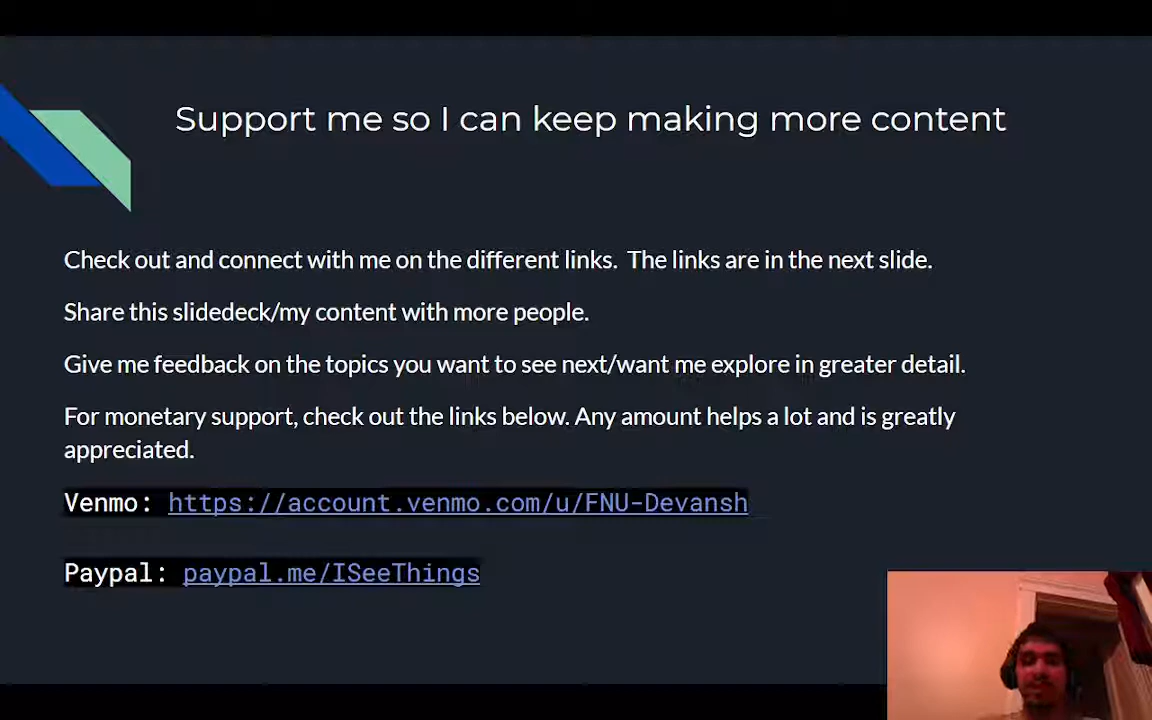 Support me so I can keep making more content
Check out and connect with me on the different links. The links are in the next slide.
Share this slidedeck/my content with more people.
Give me feedback on the topics you want to see next/want me explore in greater detail.
For monetary support, check out the links below. Any amount helps a lot and is greatly
appreciated.
Venmo: https://account.venmo.com/u/FNU-Devansh
Paypal: paypal.me/ISeeThings